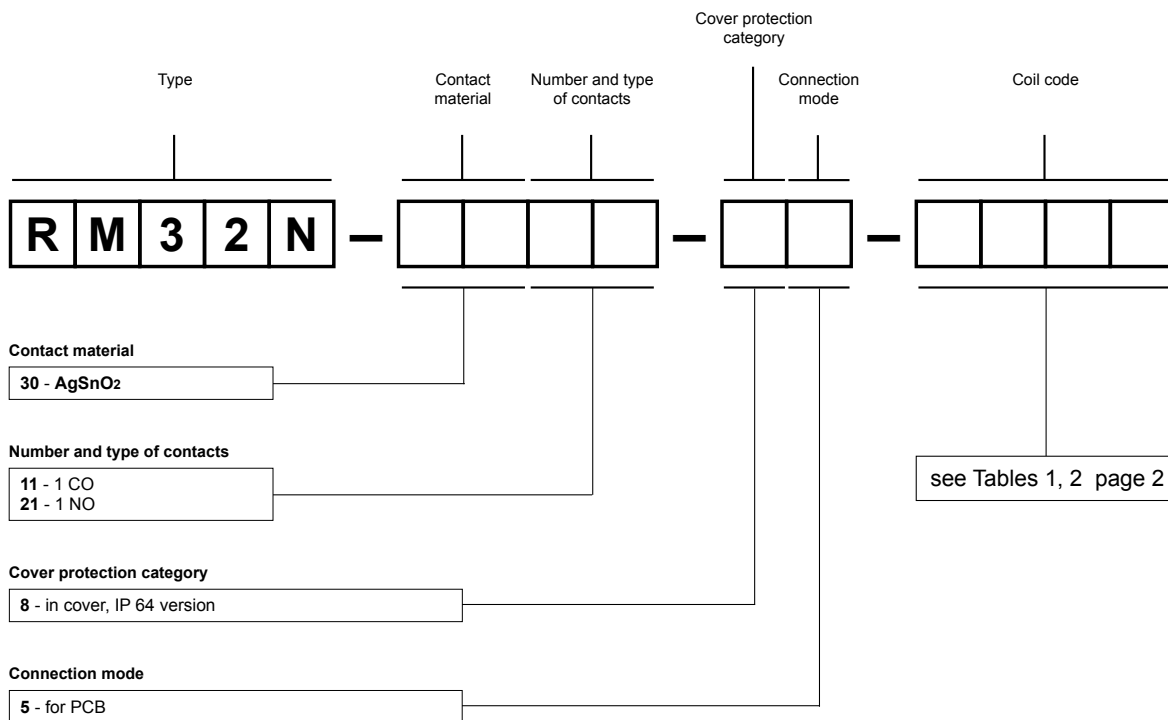 Cover protection
category
Type
Contact
material
Number and type
of contacts
Connection
mode
Coil code
R M 3 2 N – – –
Contact material
30 - AgSnO2
Number and type of contacts
11 - 1 CO
21 - 1 NO
see Tables 1, 2 page 2
Cover protection category
8 - in cover, IP 64 version
Connection mode
5 - for PCB